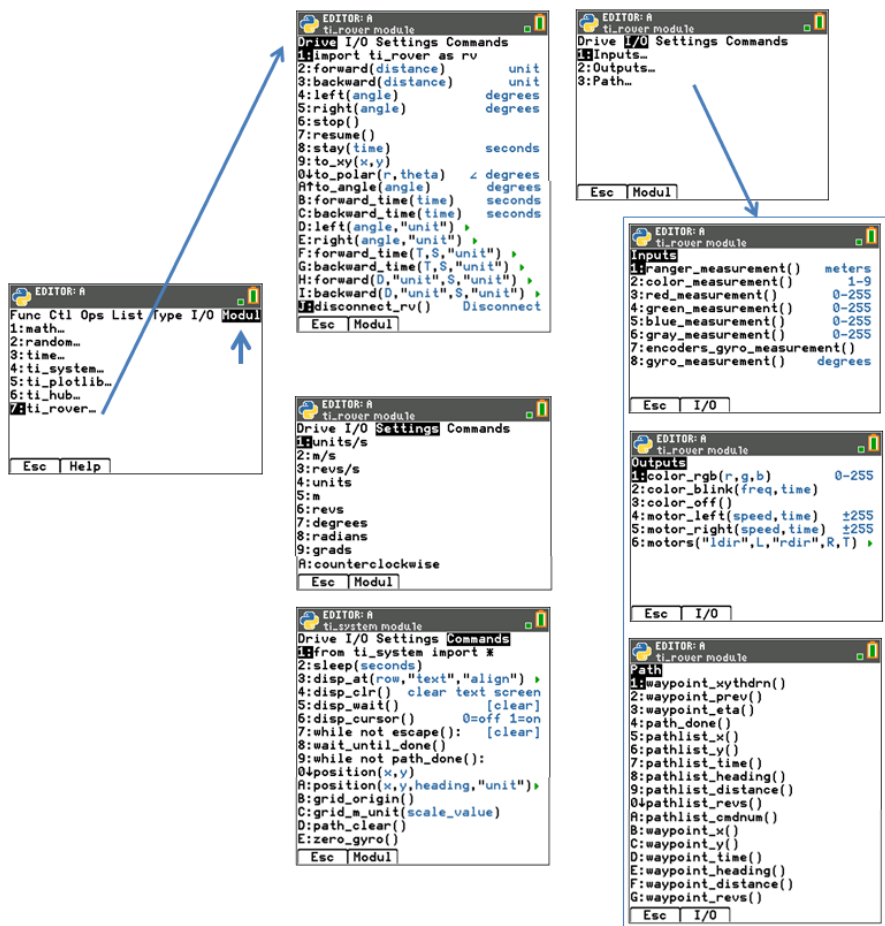 EDITOR: A
Func Ctl Ops List Type I/O Modul
1:math…
2:random…
3:time…
4:ti_system…
5:ti_plotlib…
6:ti_hub…
7:ti_rover…
Esc Help
EDITOR: A
ti_rover module
Drive I/O Settings Commands
1:import ti_rover as rv
2:forward(distance) unit
3:backward(distance) unit
4:left(angle) degrees
5:right(angle) degrees
6:stop()
7:resume()
8:stay(time) seconds
9:to_xy(x,y)
0↓to_polar(r,theta) ∠ degrees
A↑to_angle(angle) degrees
B:forward_time(time) seconds
C:backward_time(time) seconds
D:left(angle,"unit") ▸
E:right(angle,"unit") ▸
F:forward_time(T,S,"unit") ▸
G:backward_time(T,S,"unit") ▸
H:forward(D,"unit",S,"unit") ▸
I:backward(D,"unit",S,"unit") ▸
J:disconnect_rv() Disconnect
Esc Modul
EDITOR: A
ti_rover module
Drive I/O Settings Commands
1:units/s
2:m/s
3:revs/s
4:units
5:m
6:revs
7:degrees
8:radians
9:grads
A:counterclockwise
Esc Modul
EDITOR: A
ti_system module
Drive I/O Settings Commands
1:from ti_system import *
2:sleep(seconds)
3:disp_at(row,"text","align") ▸
4:disp_clr() clear text screen
5:disp_wait() [clear]
6:disp_cursor() 0=off 1=on
7:while not escape(): [clear]
8:wait_until_done()
9:while not path_done():
0↓position(x,y)
A:position(x,y,heading,"unit") ▸
B:grid_origin()
C:grid_m_unit(scale_value)
D:path_clear()
E:zero_gyro()
Esc Modul
EDITOR: A
ti_rover module
Drive I/O Settings Commands
1:Inputs…
2:Outputs…
3:Path…
Esc Modul
EDITOR: A
ti_rover module
Inputs
1:ranger_measurement() meters
2:color_measurement() 1-9
3:red_measurement() 0-255
4:green_measurement() 0-255
5:blue_measurement() 0-255
6:gray_measurement() 0-255
7:encoders_gyro_measurement()
8:gyro_measurement() degrees
Esc I/O
EDITOR: A
ti_rover module
Outputs
1:color_rgb(r,g,b) 0-255
2:color_blink(freq,time)
3:color_off()
4:motor_left(speed,time) ±255
5:motor_right(speed,time) ±255
6:motors("ldir",L,"rdir",R,T) ▸
Esc I/O
EDITOR: A
ti_rover module
Path
1:waypoint_xythdrn()
2:waypoint_prev()
3:waypoint_eta()
4:path_done()
5:pathlist_x()
6:pathlist_y()
7:pathlist_time()
8:pathlist_heading()
9:pathlist_distance()
0↓pathlist_revs()
A:pathlist_cmdnum()
B:waypoint_x()
C:waypoint_y()
D:waypoint_time()
E:waypoint_heading()
F:waypoint_distance()
G:waypoint_revs()
Esc I/O